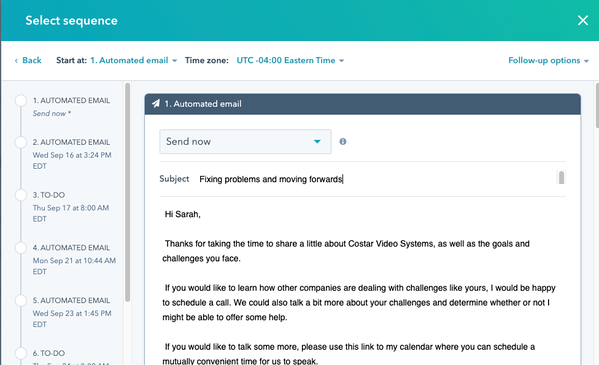 Select sequence
Back Start at: 1. Automated email Time zone: UTC -04:00 Eastern Time Follow-up options
1. AUTOMATED EMAIL
Send now *
2. AUTOMATED EMAIL
Wed Sep 16 at 3:24 PM
EDT
3. TO-DO
Thu Sep 17 at 8:00 AM
EDT
4. AUTOMATED EMAIL
Mon Sep 21 at 10:44 AM
EDT
5. AUTOMATED EMAIL
Wed Sep 23 at 1:45 PM
EDT
6. TO-DO
1. Automated email
Send now
Subject Fixing problems and moving forwards
Hi Sarah,
Thanks for taking the time to share a little about Costar Video Systems, as well as the goals and
challenges you face.
If you would like to learn how other companies are dealing with challenges like yours, I would be happy
to schedule a call. We could also talk a bit more about your challenges and determine whether or not I
might be able to offer some help.
If you would like to talk some more, please use this link to my calendar where you can schedule a
mutually convenient time for us to speak.